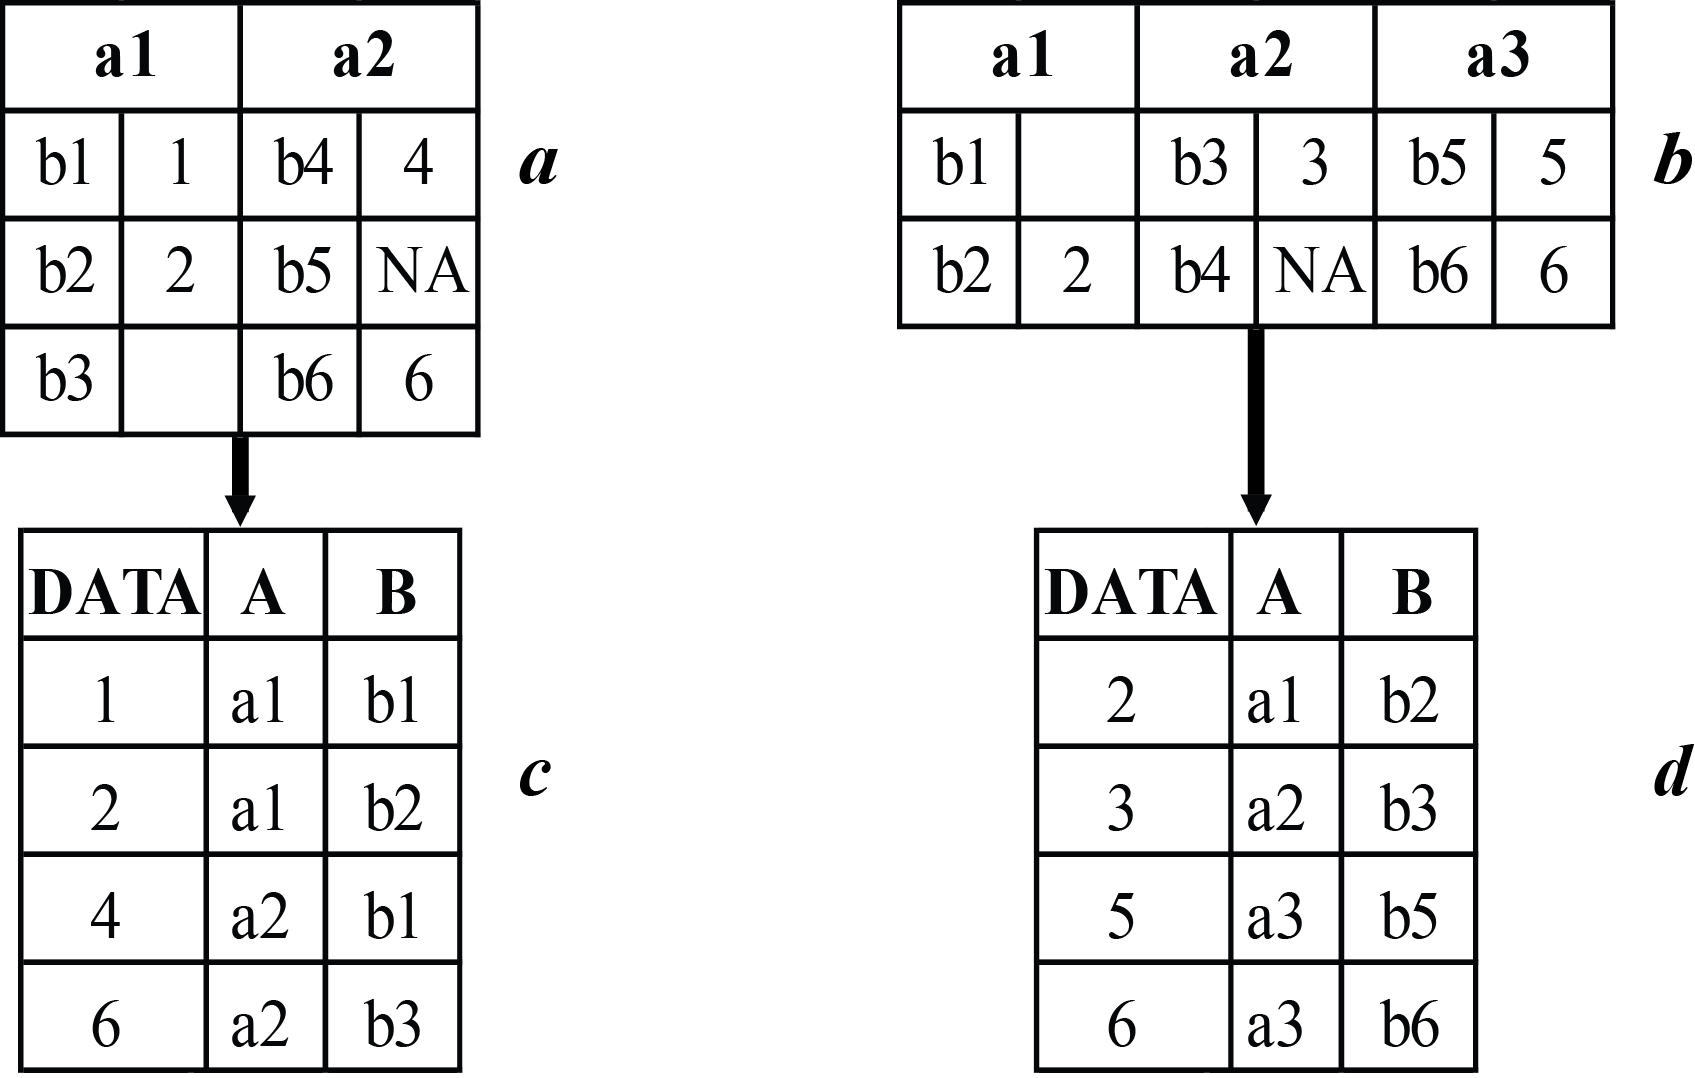 a1 a2
b1 1 b4 4
b2 2 b5 NA
b3 b6 6
a
a1 a2 a3
b1 b3 3 b5 5
b2 2 b4 NA b6 6
b
DATA A B
1 a1 b1
2 a1 b2
4 a2 b1
6 a2 b3
c
DATA A B
2 a1 b2
3 a2 b3
5 a3 b5
6 a3 b6
d